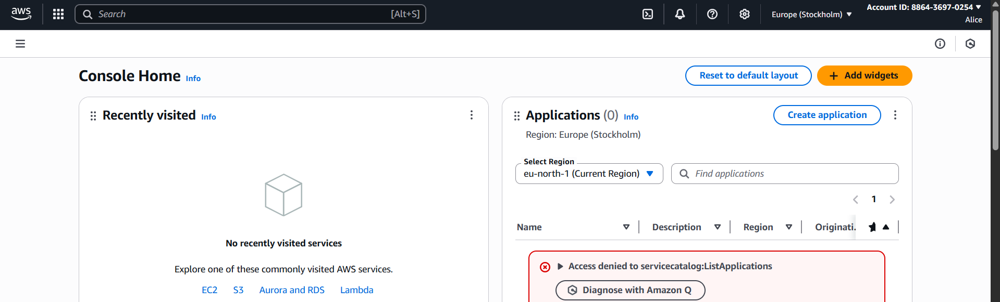 aws
Search [Alt+S]
Europe (Stockholm)
Account ID: 8864-3697-0254
Alice
Console Home Info
Reset to default layout
Add widgets
Recently visited Info
No recently visited services
Explore one of these commonly visited AWS services.
EC2 S3 Aurora and RDS Lambda
Applications (0) Info
Create application
Region: Europe (Stockholm)
Select Region
eu-north-1 (Current Region)
Find applications
1
Name Description Region Originati.
Access denied to servicecatalog:ListApplications
Diagnose with Amazon Q